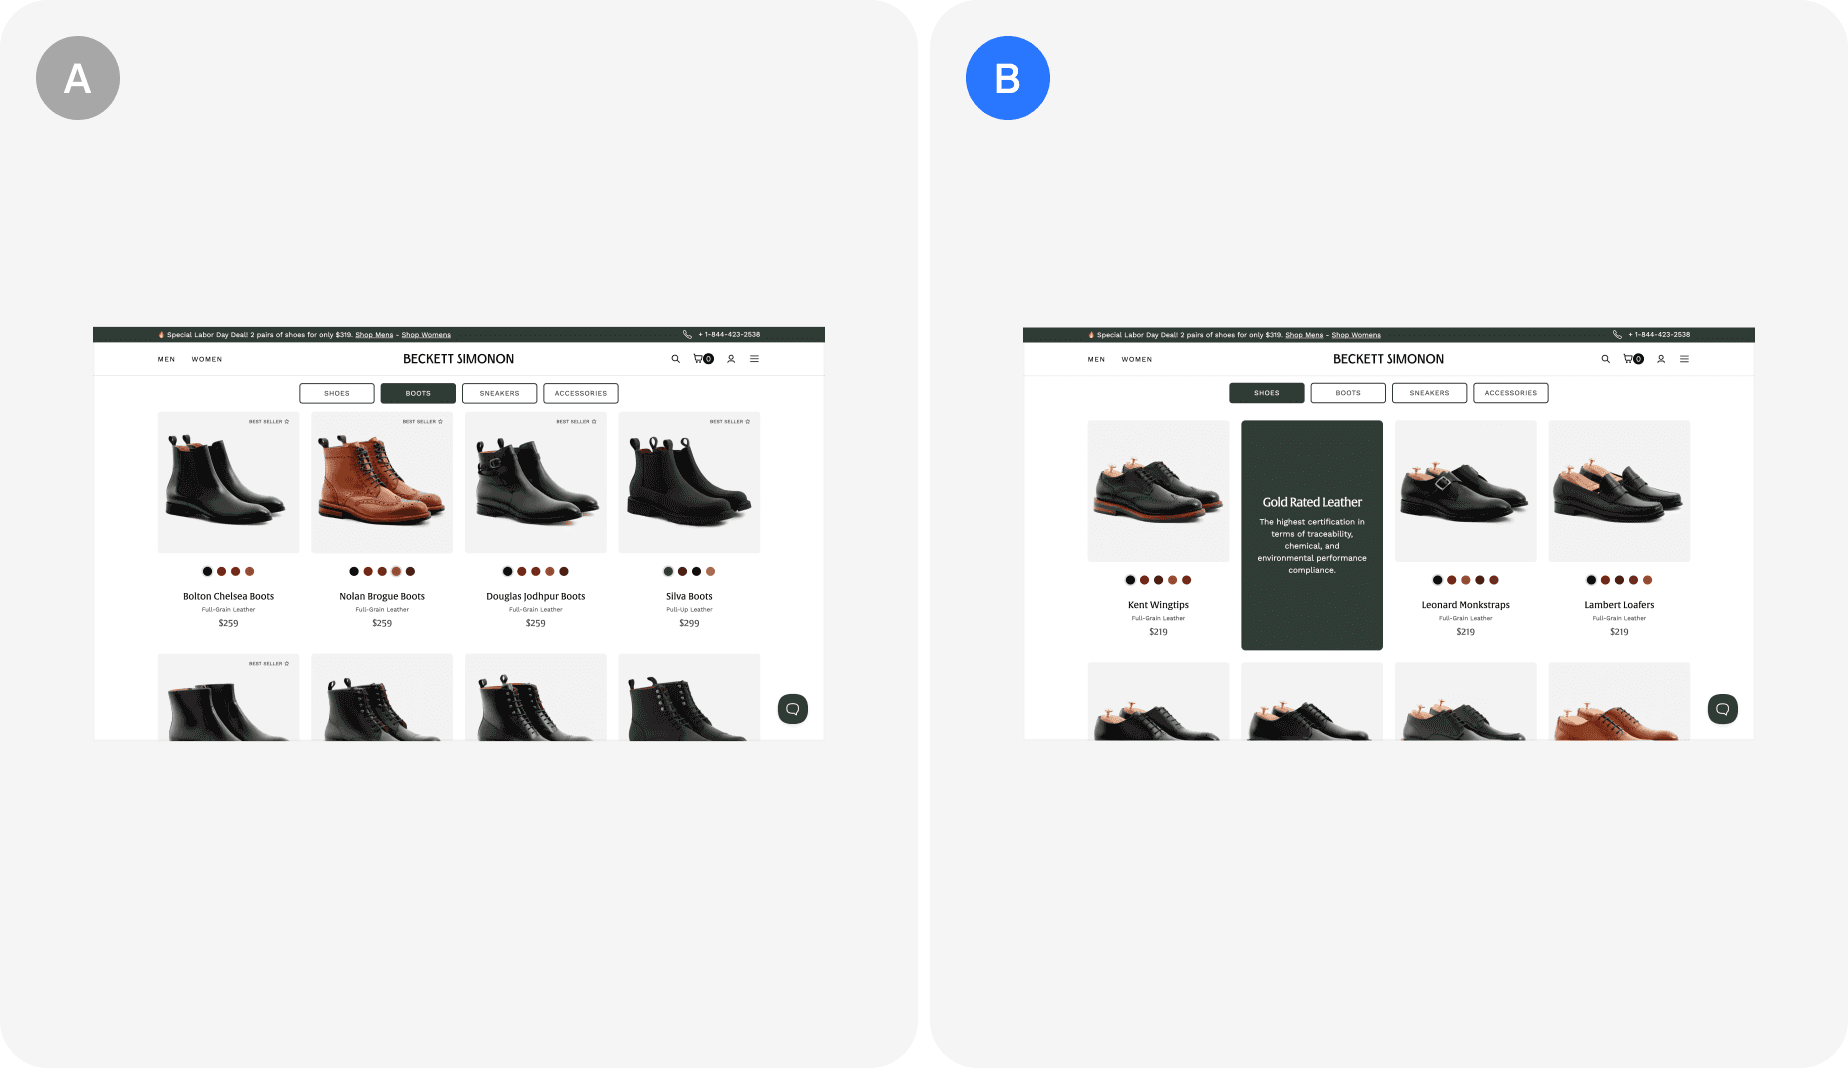 A
🔥 Special Labor Day Deal! 2 pairs of shoes for only $319. Shop Mens - Shop Womens
+ 1-844-423-2538
MEN WOMEN
BECKETT SIMONON
0
SHOES BOOTS SNEAKERS ACCESSORIES
BEST SELLER BEST SELLER BEST SELLER BEST SELLER
Bolton Chelsea Boots
Full-Grain Leather
$259
Nolan Brogue Boots
Full-Grain Leather
$259
Douglas Jodhpur Boots
Full-Grain Leather
$259
Silva Boots
Pull-Up Leather
$299
BEST SELLER
B
🔥 Special Labor Day Deal! 2 pairs of shoes for only $319. Shop Mens - Shop Womens
+ 1-844-423-2538
MEN WOMEN
BECKETT SIMONON
0
SHOES BOOTS SNEAKERS ACCESSORIES
Kent Wingtips
Full-Grain Leather
$219
Gold Rated Leather
The highest certification in
terms of traceability,
chemical, and
environmental performance
compliance.
Leonard Monkstraps
Full-Grain Leather
$219
Lambert Loafers
Full-Grain Leather
$219